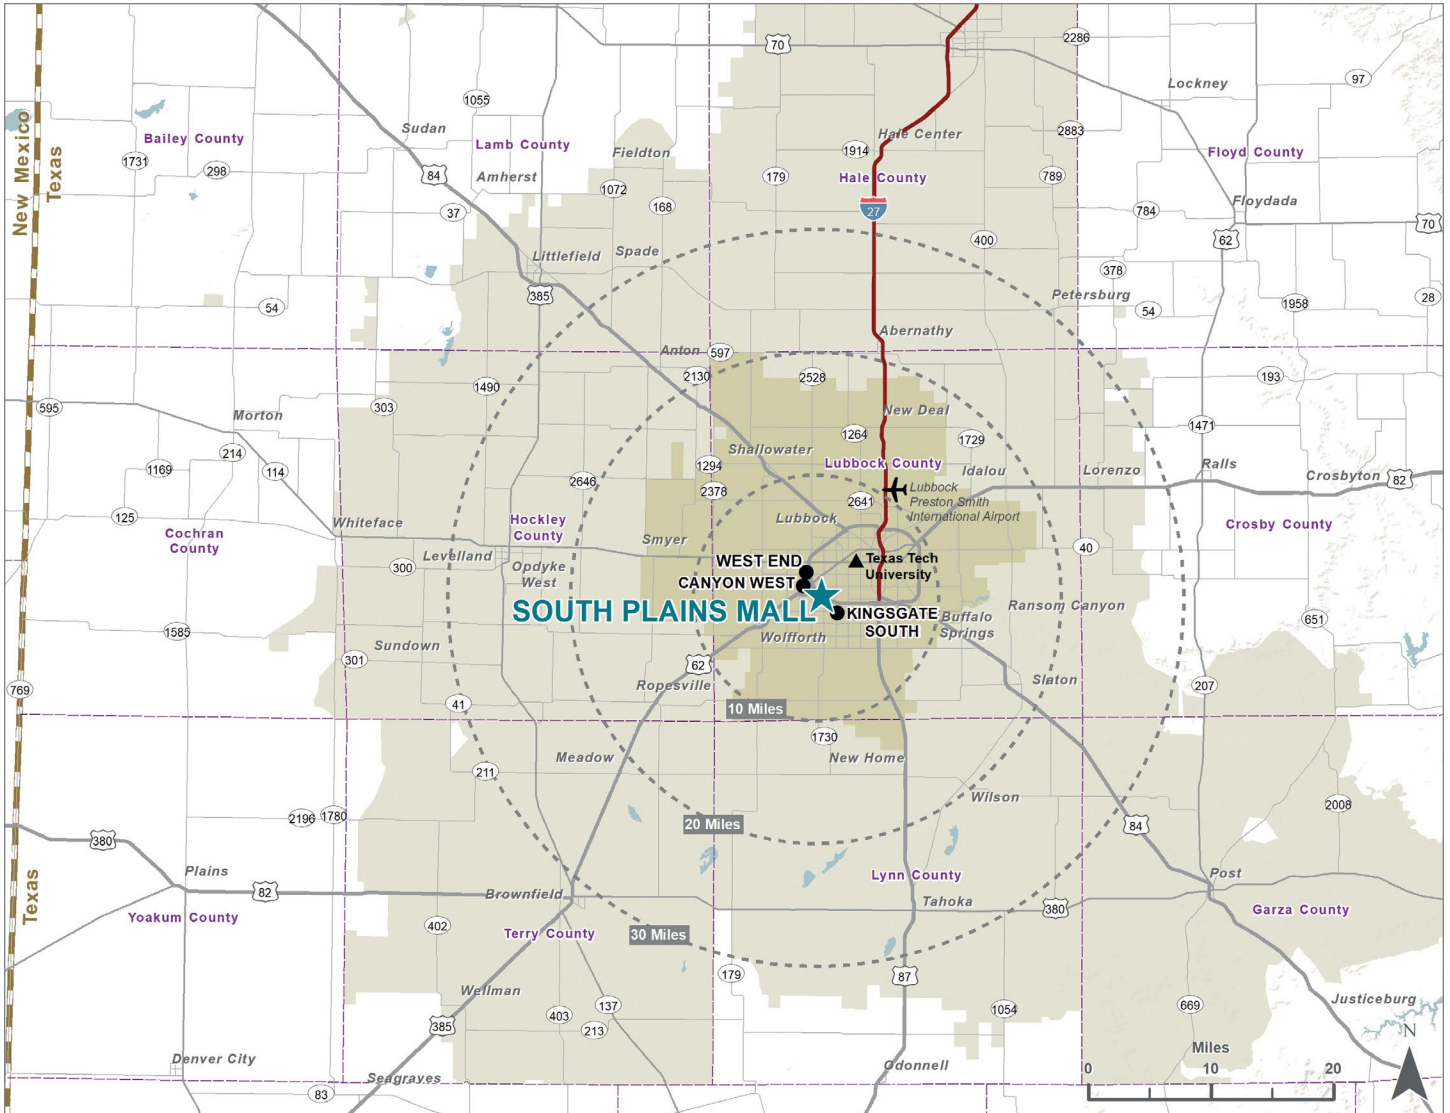 70
2286
97
Lockney
1055
Sudan
Hale Center
2883
New Mexico
Texas
Bailey County
Lamb County
Fieldton
1914
Floyd County
1731
298
84
Amherst
1072
179
Hale County
789
37
168
27
784
Floydada
70
62
400
Littlefield
Spade
378
385
Petersburg
54
54
1958
28
Abernathy
Anton
597
2130
2528
193
1490
303
595
Morton
New Deal
1471
214
1264
1729
Shallowater
1169
114
1294
Lubbock County
Idalou
Lorenzo
Ralls
Crosbyton
82
2646
2378
Lubbock
Preston Smith
International Airport
2641
125
Whiteface
Hockley
County
Lubbock
Crosby County
Cochran
County
Smyer
40
Levelland
300
Opdyke
West
WEST END
CANYON WEST
Texas Tech
University
SOUTH PLAINS MALL
KINGSGATE
SOUTH
Buffalo
Springs
Ransom Canyon
651
1585
Sundown
Wolfforth
301
62
Ropesville
Slaton
207
769
41
10 Miles
1730
Meadow
New Home
211
Wilson
2196
1780
20 Miles
84
2008
380
Plains
82
Brownfield
Lynn County
Post
Texas
Tahoka
380
Yoakum County
Garza County
402
Terry County
30 Miles
179
87
Wellman
Justiceburg
385
403
137
213
1054
669
N
Miles
0
10
20
Denver City
Odonnell
Seagraves
83